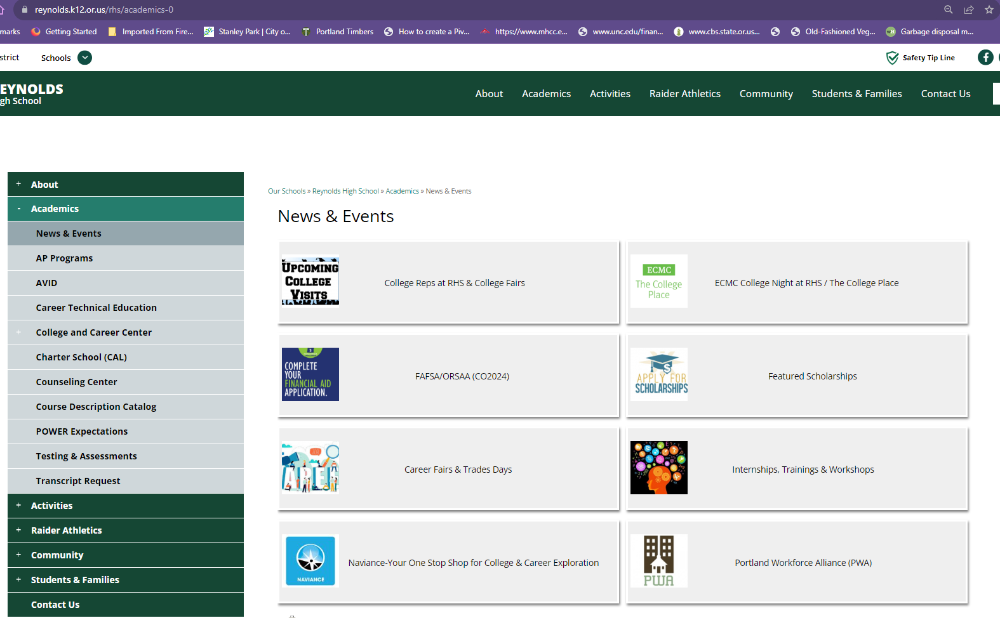 reynolds.k12.or.us/rhs/academics-0
marks Getting Started Imported From Fire... Stanley Park | City o... Portland Timbers How to create a Piv... https://www.mhcc.e... www.unc.edu/finan... www.cbs.state.or.us... Old-Fashioned Veg... Garbage disposal m...
strict Schools Safety Tip Line
EYNOLDS
gh School
About Academics Activities Raider Athletics Community Students & Families Contact Us
+ About
- Academics
News & Events
AP Programs
AVID
Career Technical Education
+ College and Career Center
Charter School (CAL)
Counseling Center
Course Description Catalog
POWER Expectations
Testing & Assessments
Transcript Request
+ Activities
+ Raider Athletics
+ Community
+ Students & Families
Contact Us
Our Schools » Reynolds High School » Academics » News & Events
News & Events
UPCOMING
COLLEGE
VISITS
College Reps at RHS & College Fairs
ECMC
The College
Place
ECMC College Night at RHS / The College Place
COMPLETE
YOUR
FINANCIAL AID
APPLICATION.
FAFSA/ORSAA (CO2024)
APPLY FOR
SCHOLARSHIPS
Featured Scholarships
Career Fairs & Trades Days
Internships, Trainings & Workshops
NAVIANCE
Naviance-Your One Stop Shop for College & Career Exploration
PWA
Portland Workforce Alliance (PWA)